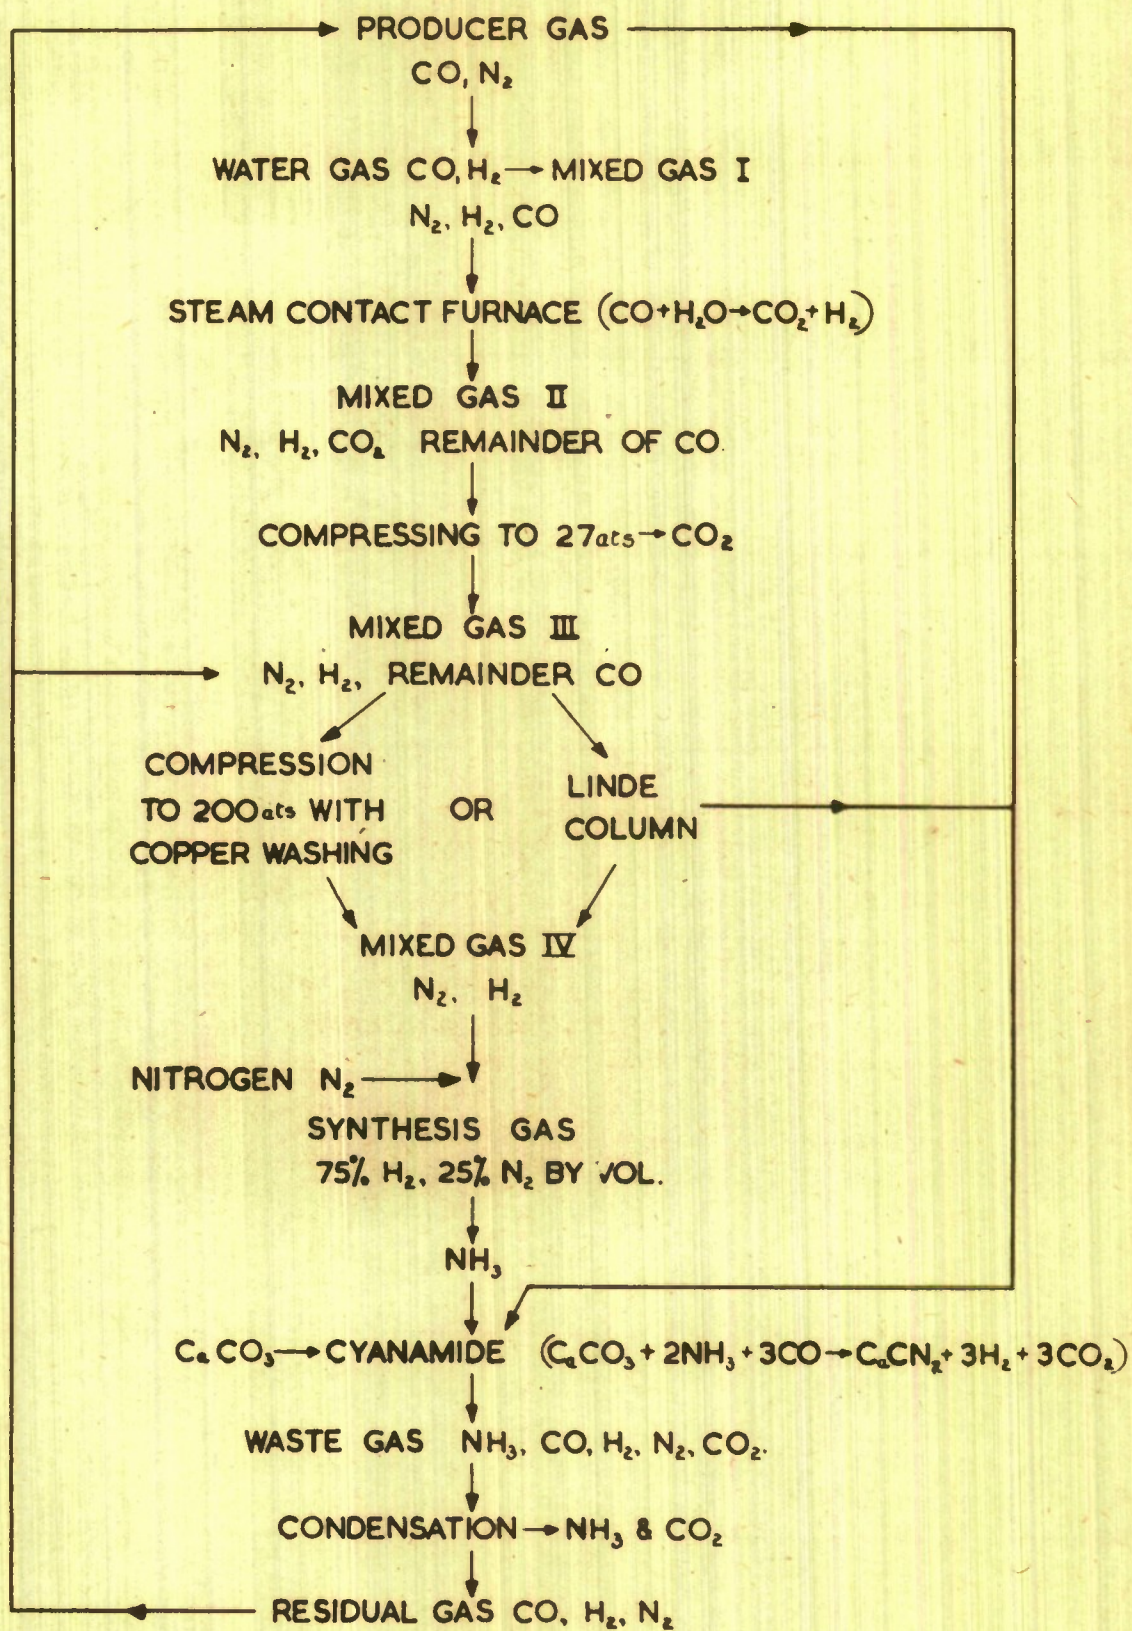 PRODUCER GAS
CO, N₂
WATER GAS CO, H₂ → MIXED GAS I
N₂, H₂, CO
STEAM CONTACT FURNACE (CO+H₂O→CO₂+H₂)
MIXED GAS II
N₂, H₂, CO₂ REMAINDER OF CO.
COMPRESSING TO 27ats → CO₂
MIXED GAS III
N₂, H₂, REMAINDER CO
COMPRESSION
TO 200ats WITH
COPPER WASHING
OR
LINDE
COLUMN
MIXED GAS IV
N₂, H₂
NITROGEN N₂
SYNTHESIS GAS
75% H₂, 25% N₂ BY VOL.
NH₃
CaCO₃ → CYANAMIDE (CaCO₃ + 2NH₃ + 3CO → CaCN₂ + 3H₂ + 3CO₂)
WASTE GAS NH₃, CO, H₂, N₂, CO₂.
CONDENSATION → NH₃ & CO₂
RESIDUAL GAS CO, H₂, N₂